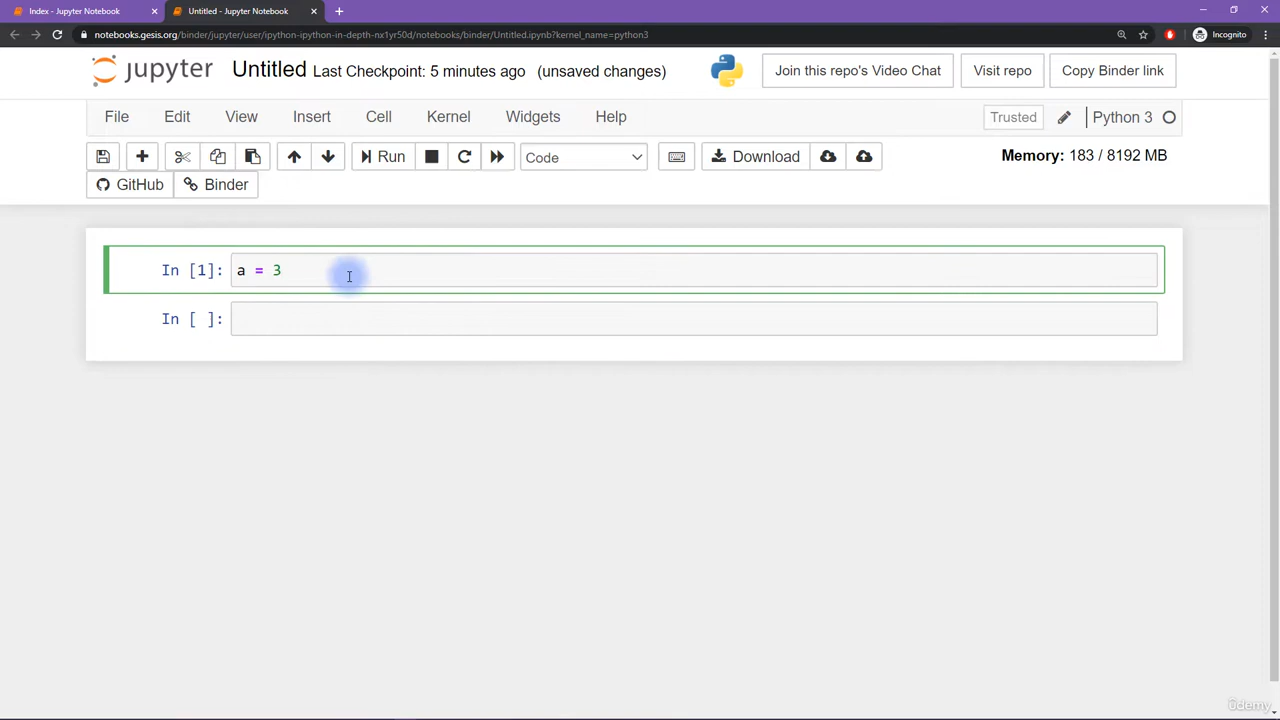 Index - Jupyter Notebook
Untitled - Jupyter Notebook
notebooks.gesis.org/binder/jupyter/user/ipython-ipython-in-depth-nx1yr50d/notebooks/binder/Untitled.ipynb?kernel_name=python3
Incognito
jupyter Untitled Last Checkpoint: 5 minutes ago (unsaved changes)
Join this repo's Video Chat
Visit repo
Copy Binder link
File Edit View Insert Cell Kernel Widgets Help
Trusted
Python 3
Run
Code
Download
Memory: 183 / 8192 MB
GitHub
Binder
In [1]: a = 3
In [ ]:
ûdemy